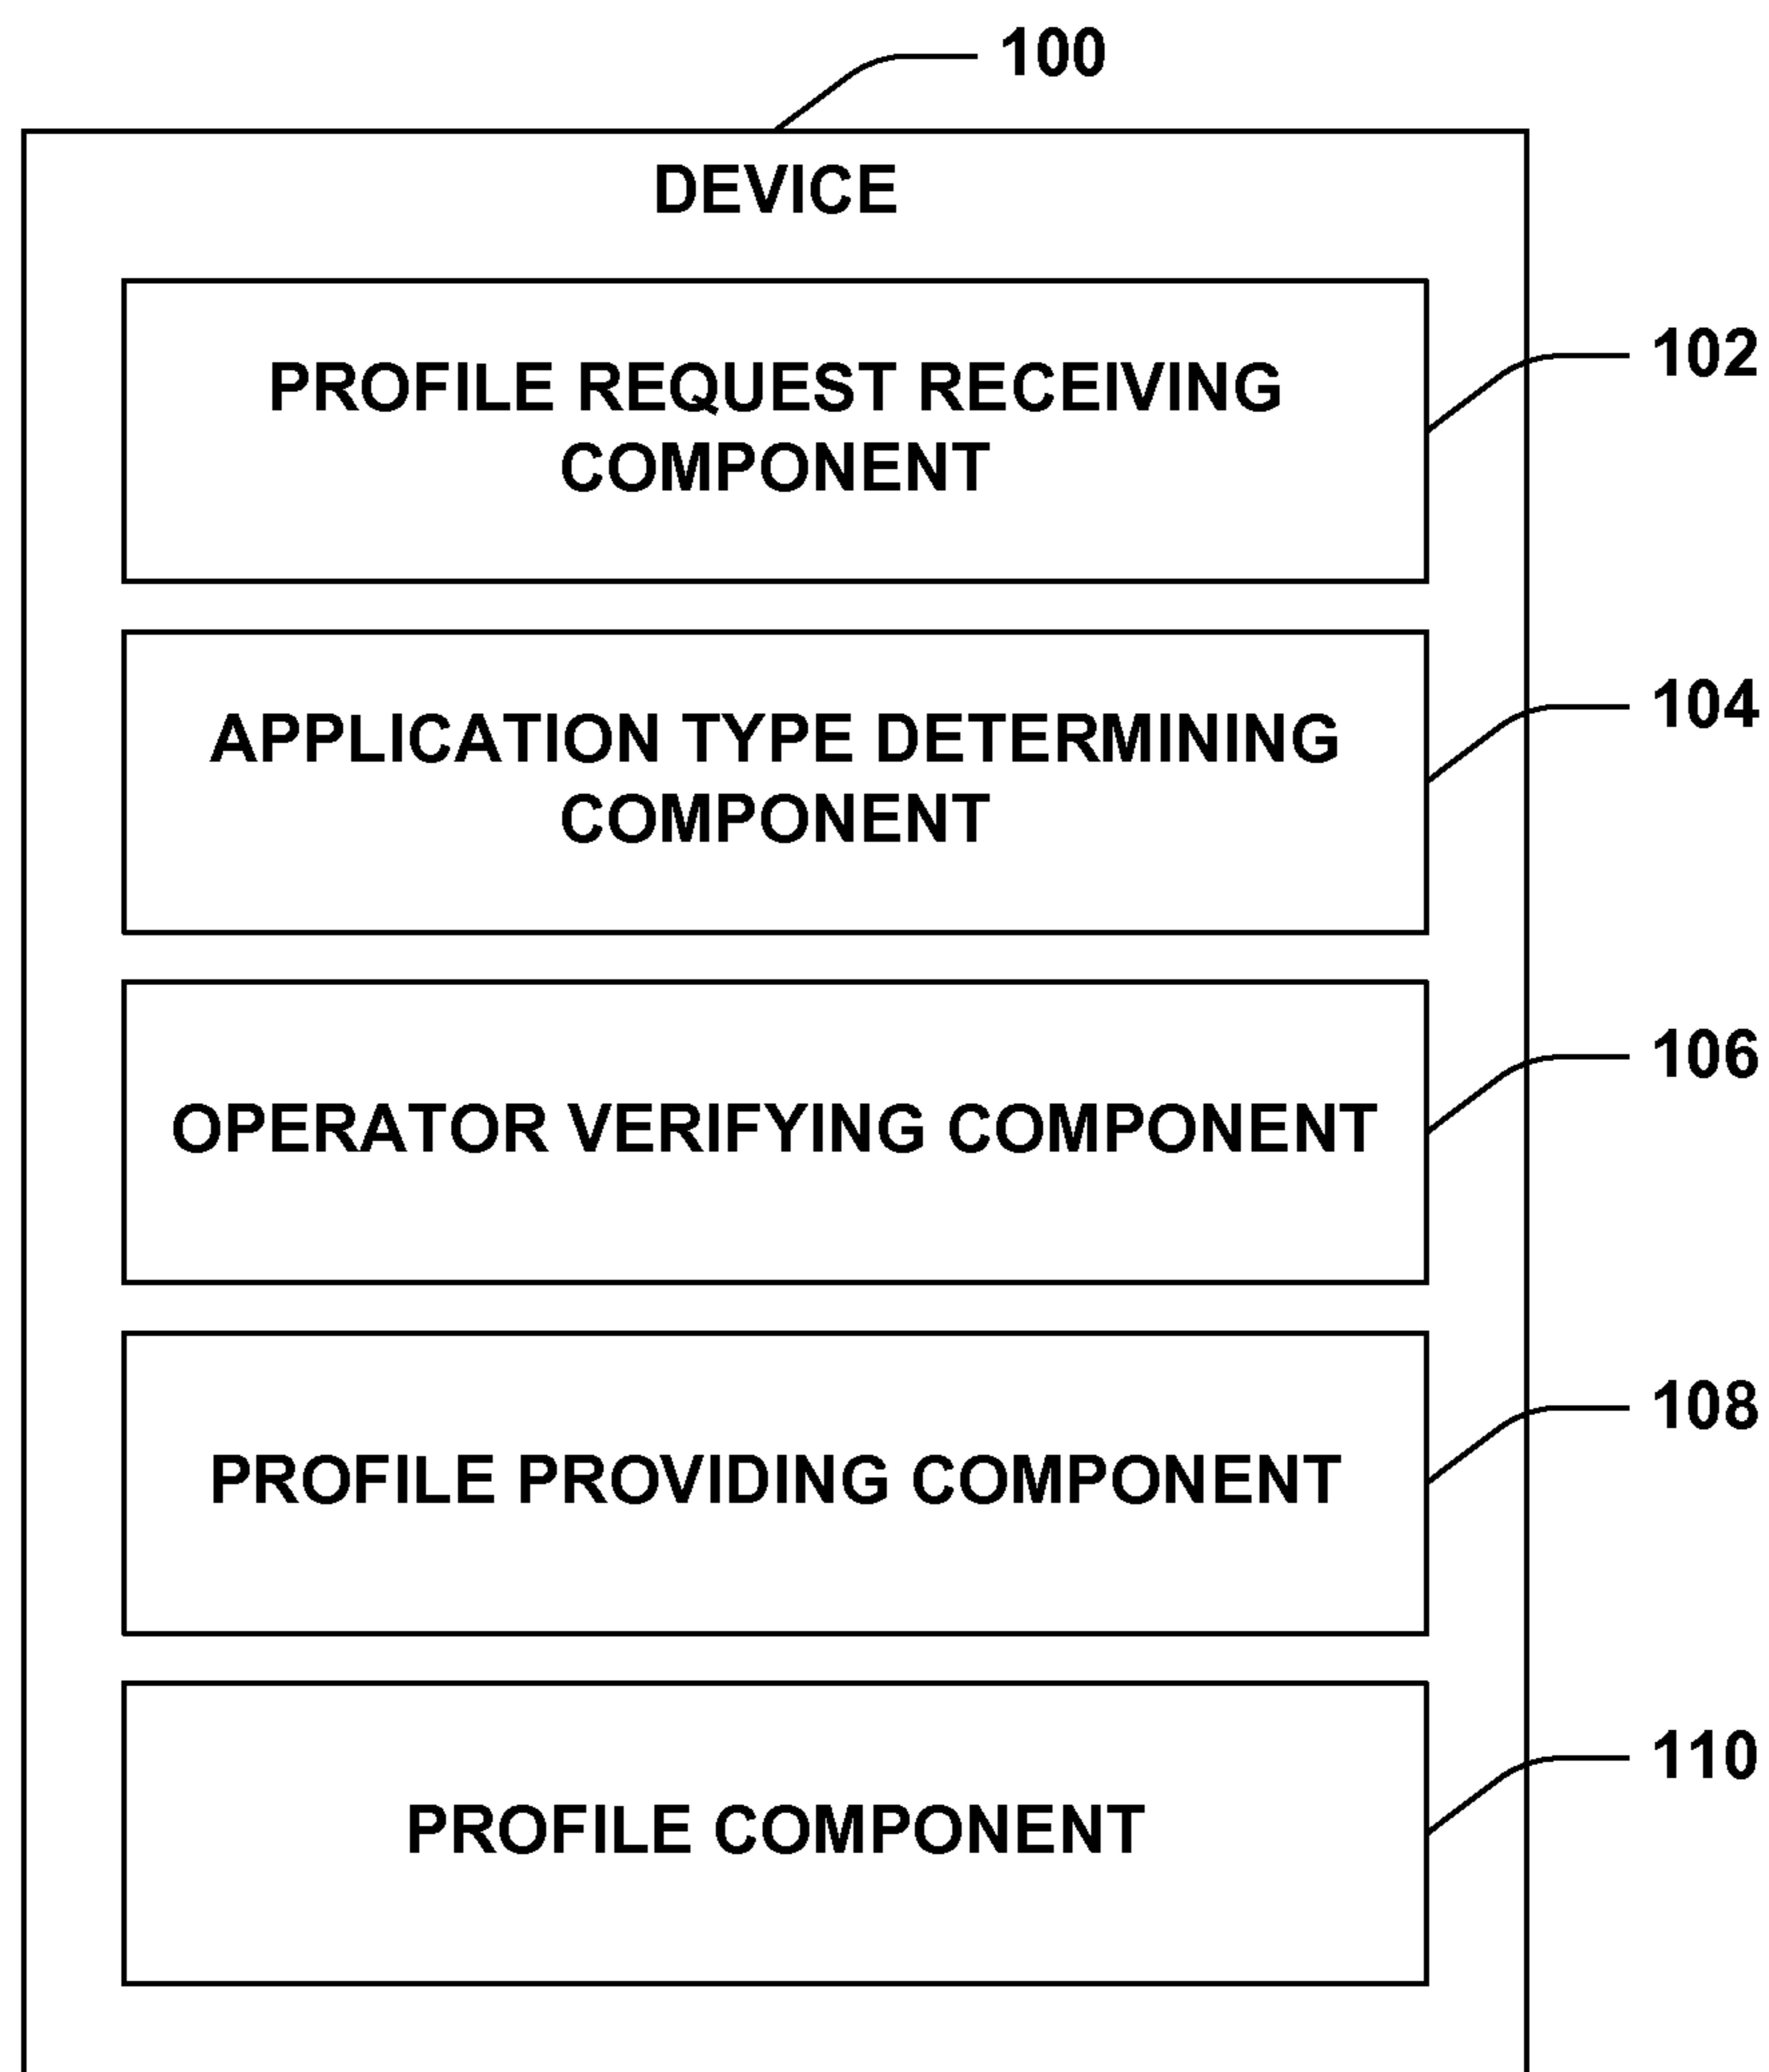 100
DEVICE
PROFILE REQUEST RECEIVING
COMPONENT
102
APPLICATION TYPE DETERMINING
COMPONENT
104
OPERATOR VERIFYING COMPONENT
106
PROFILE PROVIDING COMPONENT
108
PROFILE COMPONENT
110